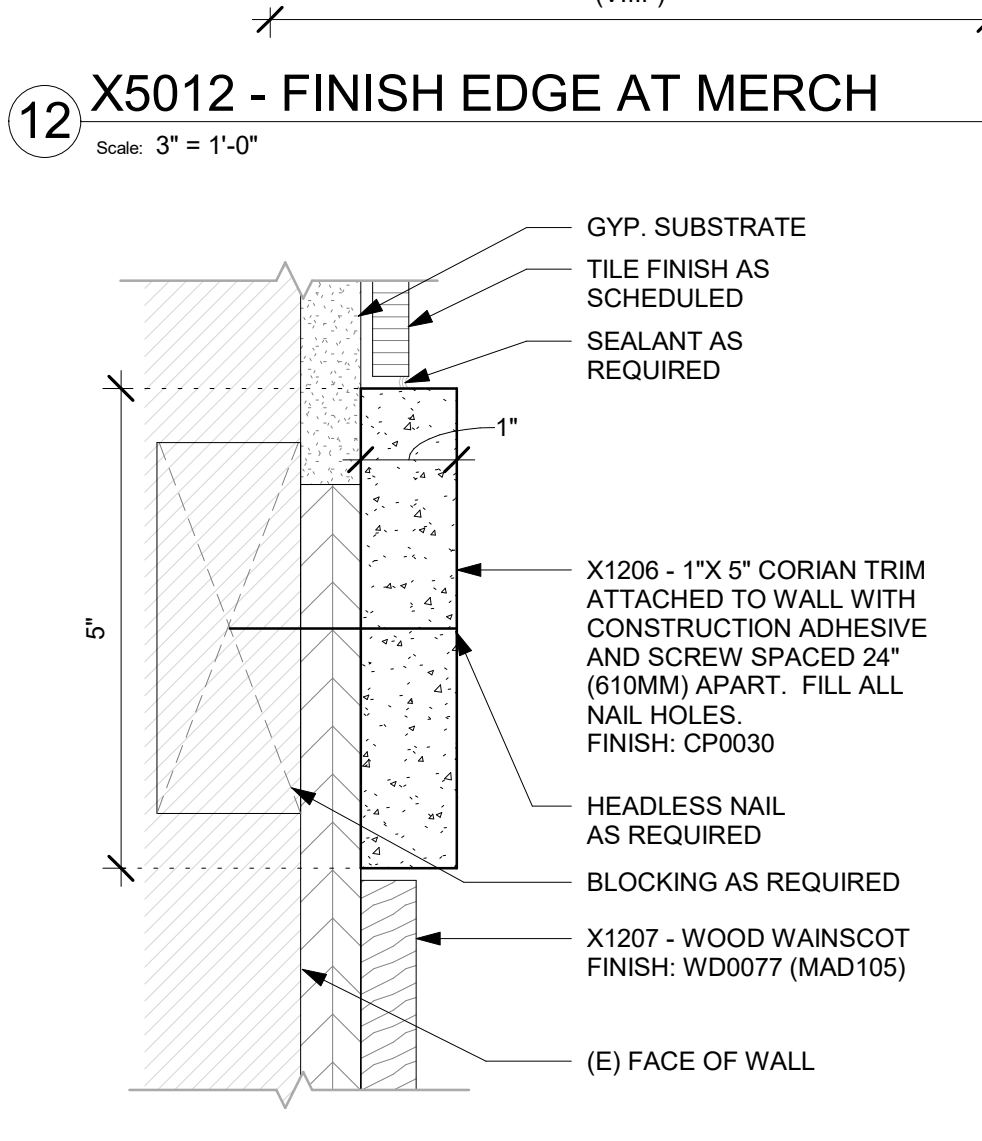 12
X5012 - FINISH EDGE AT MERCH
Scale: 3" = 1'-0"
GYP. SUBSTRATE
TILE FINISH AS
SCHEDULED
SEALANT AS
REQUIRED
1"
5"
X1206 - 1"X 5" CORIAN TRIM
ATTACHED TO WALL WITH
CONSTRUCTION ADHESIVE
AND SCREW SPACED 24"
(610MM) APART. FILL ALL
NAIL HOLES.
FINISH: CP0030
HEADLESS NAIL
AS REQUIRED
BLOCKING AS REQUIRED
X1207 - WOOD WAINSCOT
FINISH: WD0077 (MAD105)
(E) FACE OF WALL